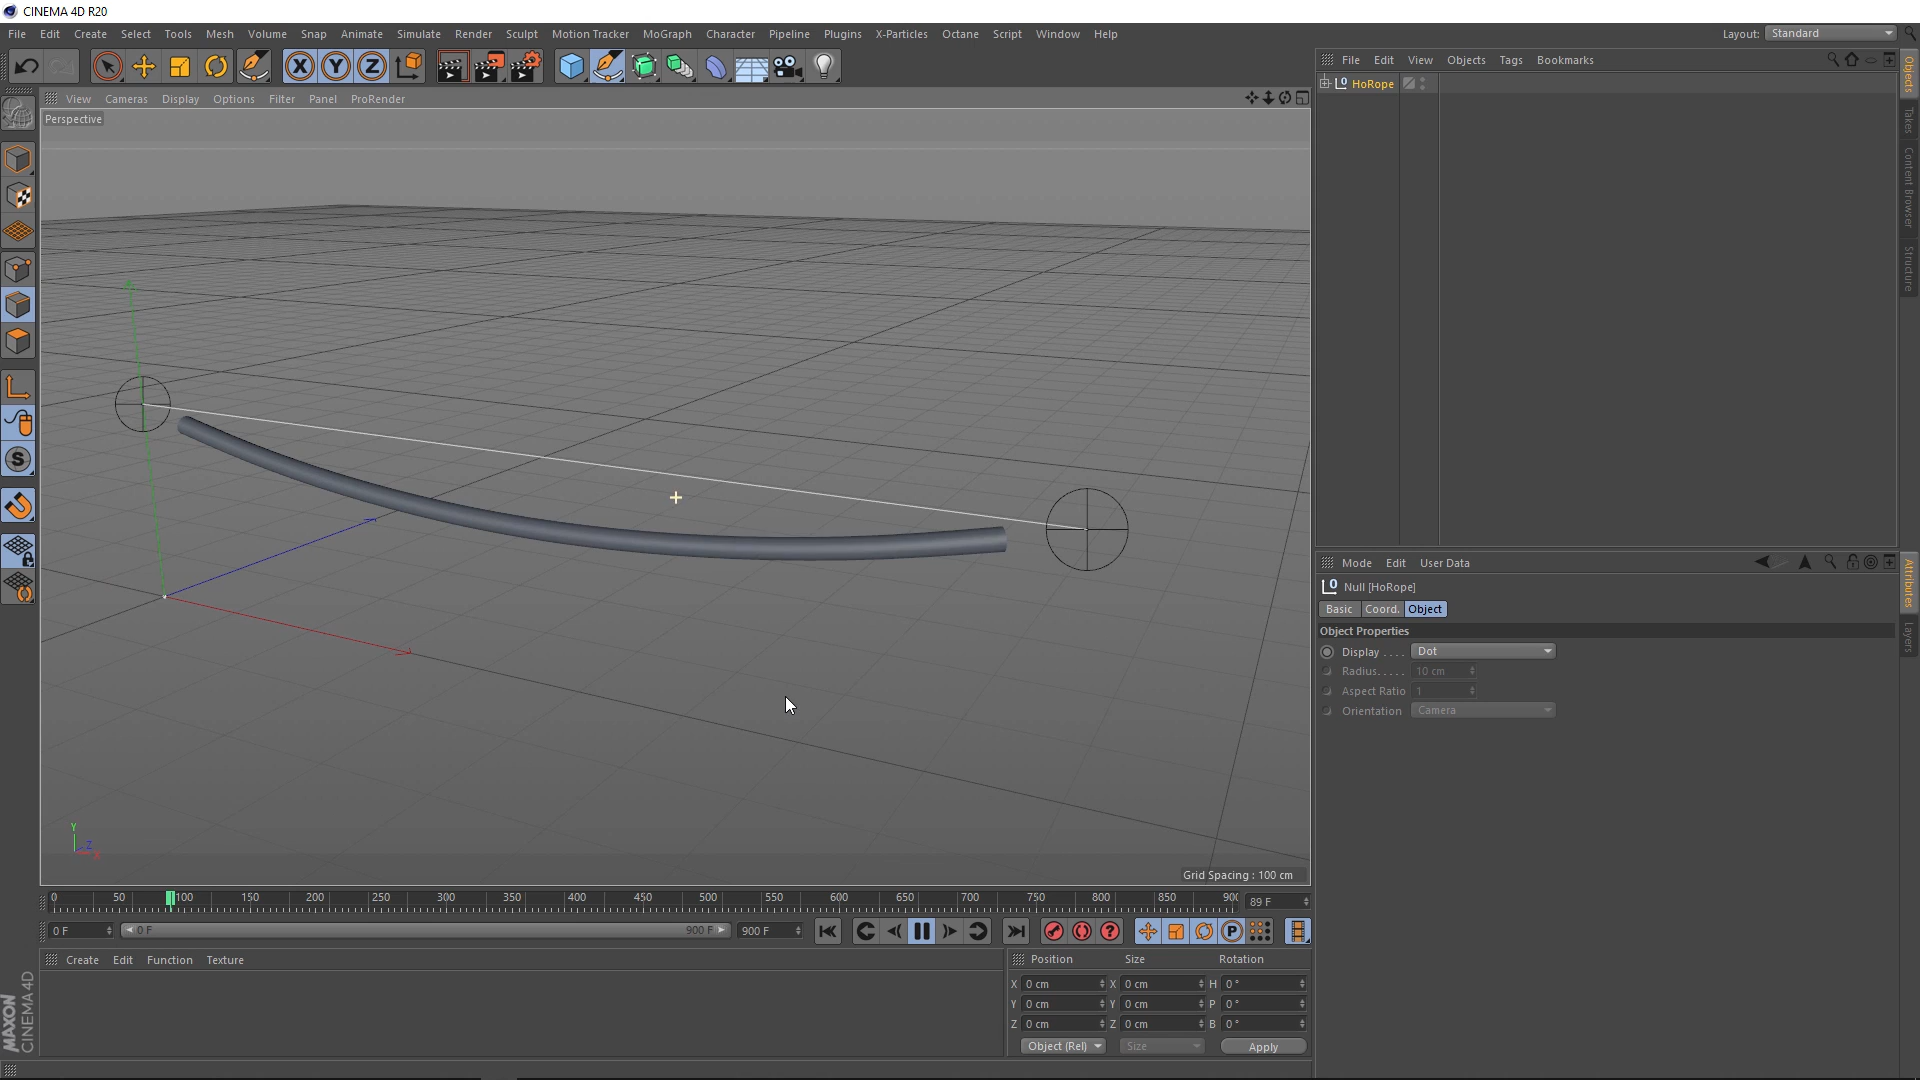 CINEMA 4D R20
File Edit Create Select Tools Mesh Volume Snap Animate Simulate Render Sculpt Motion Tracker MoGraph Character Pipeline Plugins X-Particles Octane Script Window Help
Layout: Standard
View Cameras Display Options Filter Panel ProRender
Perspective
File Edit View Objects Tags Bookmarks
HoRope
Objects
Takes
Content Browser
Structure
Mode Edit User Data
Null [HoRope]
Basic Coord. Object
Object Properties
Display . . . . Dot
Radius. . . . . 10 cm
Aspect Ratio 1
Orientation Camera
Attributes
Layers
Y
Z
X
Grid Spacing : 100 cm
0 50 100 150 200 250 300 350 400 450 500 550 600 650 700 750 800 850 900 89 F
0 F 0 F 900 F 900 F
Create Edit Function Texture
Position Size Rotation
X 0 cm X 0 cm H 0 °
Y 0 cm Y 0 cm P 0 °
Z 0 cm Z 0 cm B 0 °
Object (Rel) Size Apply
MAXON
CINEMA 4D